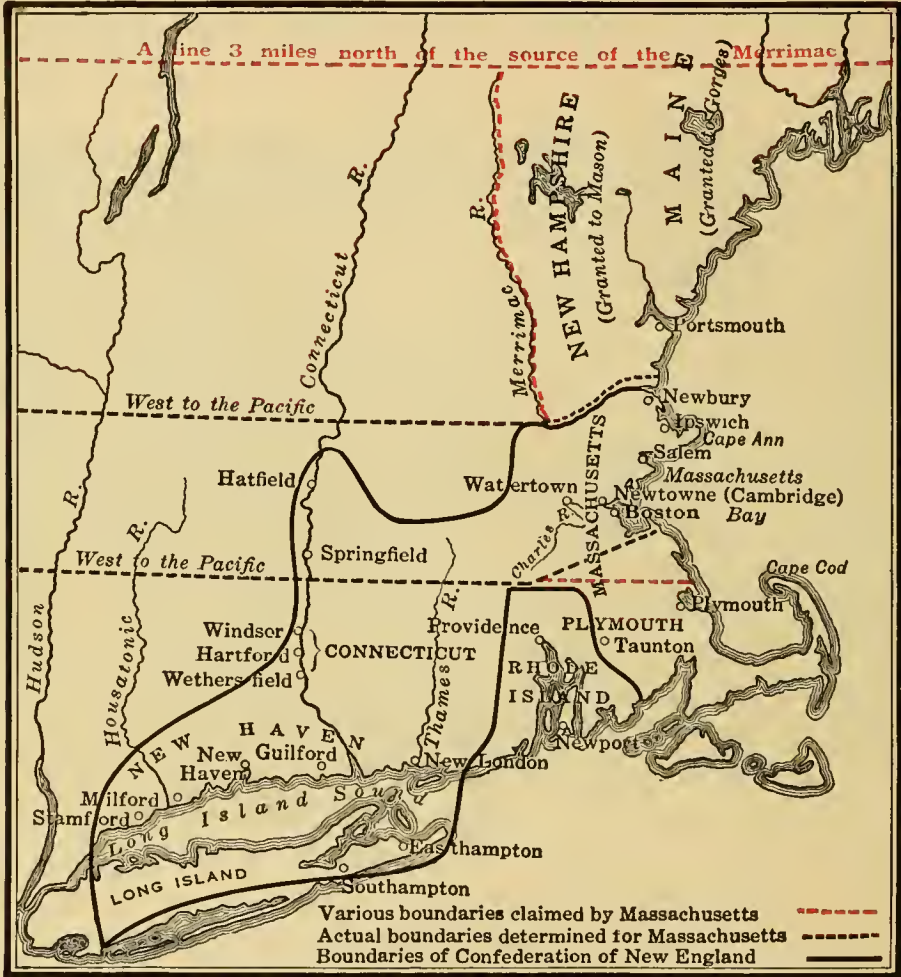 A line 3 miles north of the source of the Merrimac
MAINE
(Granted to Gorges)
NEW HAMPSHIRE
(Granted to Mason)
Connecticut R.
Merrimac R.
Portsmouth
West to the Pacific
Newbury
Ipswich
Cape Ann
Salem
MASSACHUSETTS
Massachusetts
Bay
Hatfield
Watertown
Newtowne (Cambridge)
Boston
Charles R.
Springfield
West to the Pacific
Cape Cod
Plymouth
Hudson R.
Housatonic R.
Windsor
Hartford
Wethersfield
CONNECTICUT
Thames R.
Providence
PLYMOUTH
Taunton
RHODE
ISLAND
Newport
NEW HAVEN
New
Haven
Guilford
New London
Milford
Stamford
Long Island Sound
Easthampton
LONG ISLAND
Southampton
Various boundaries claimed by Massachusetts
Actual boundaries determined for Massachusetts
Boundaries of Confederation of New England